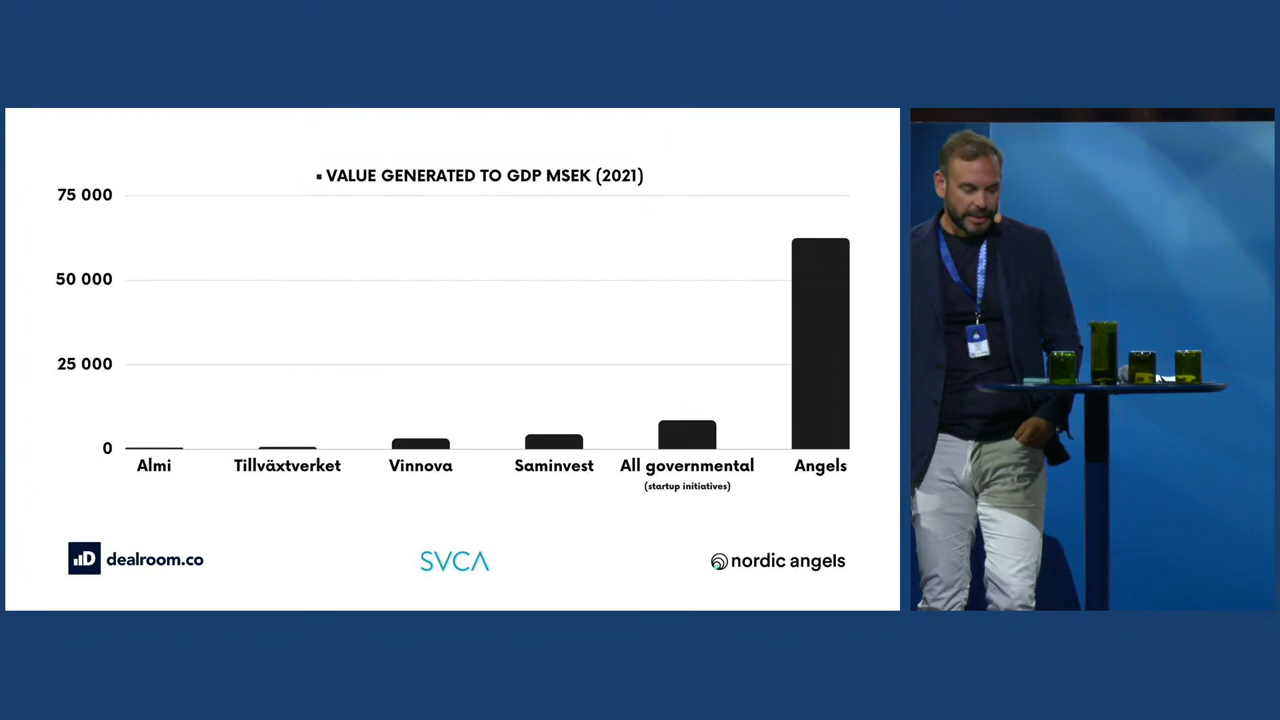 ▪ VALUE GENERATED TO GDP MSEK (2021)
75 000
50 000
25 000
0
Almi Tillväxtverket Vinnova Saminvest All governmental Angels
(startup initiatives)
dealroom.co SVCA nordic angels